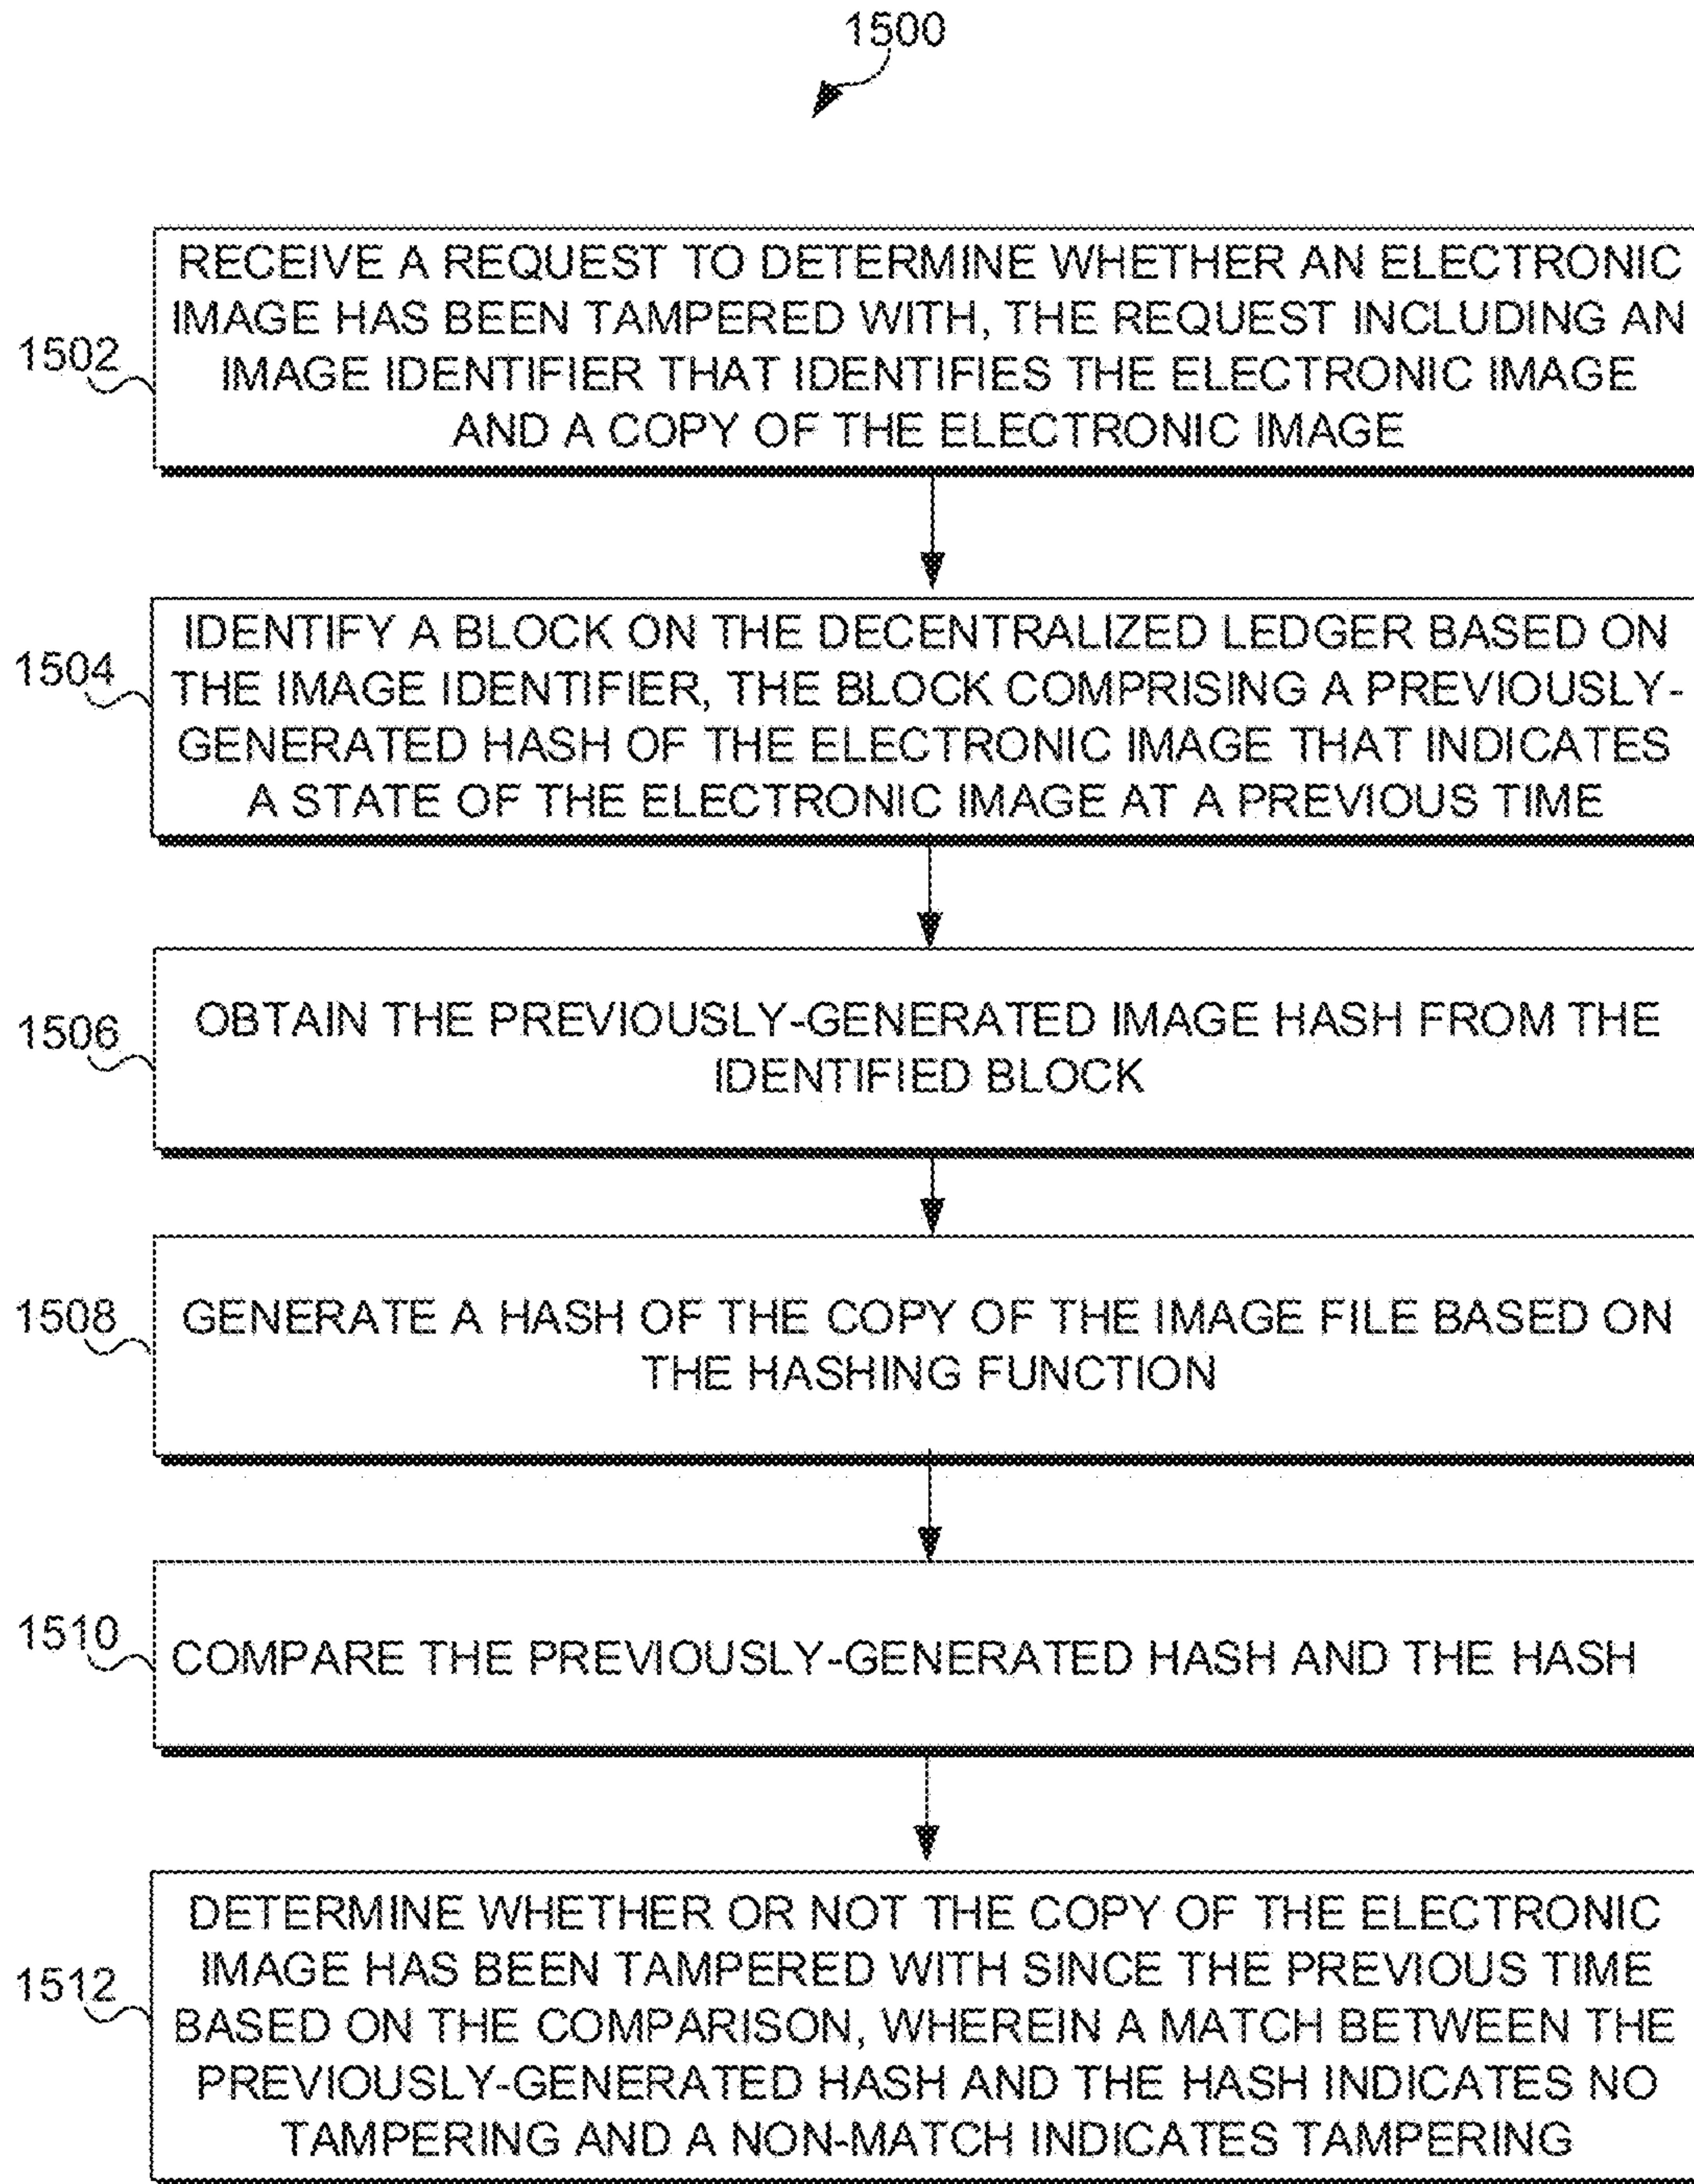 1500
1502
RECEIVE A REQUEST TO DETERMINE WHETHER AN ELECTRONIC
IMAGE HAS BEEN TAMPERED WITH, THE REQUEST INCLUDING AN
IMAGE IDENTIFIER THAT IDENTIFIES THE ELECTRONIC IMAGE
AND A COPY OF THE ELECTRONIC IMAGE
1504
IDENTIFY A BLOCK ON THE DECENTRALIZED LEDGER BASED ON
THE IMAGE IDENTIFIER, THE BLOCK COMPRISING A PREVIOUSLY-
GENERATED HASH OF THE ELECTRONIC IMAGE THAT INDICATES
A STATE OF THE ELECTRONIC IMAGE AT A PREVIOUS TIME
1506
OBTAIN THE PREVIOUSLY-GENERATED IMAGE HASH FROM THE
IDENTIFIED BLOCK
1508
GENERATE A HASH OF THE COPY OF THE IMAGE FILE BASED ON
THE HASHING FUNCTION
1510
COMPARE THE PREVIOUSLY-GENERATED HASH AND THE HASH
1512
DETERMINE WHETHER OR NOT THE COPY OF THE ELECTRONIC
IMAGE HAS BEEN TAMPERED WITH SINCE THE PREVIOUS TIME
BASED ON THE COMPARISON, WHEREIN A MATCH BETWEEN THE
PREVIOUSLY-GENERATED HASH AND THE HASH INDICATES NO
TAMPERING AND A NON-MATCH INDICATES TAMPERING